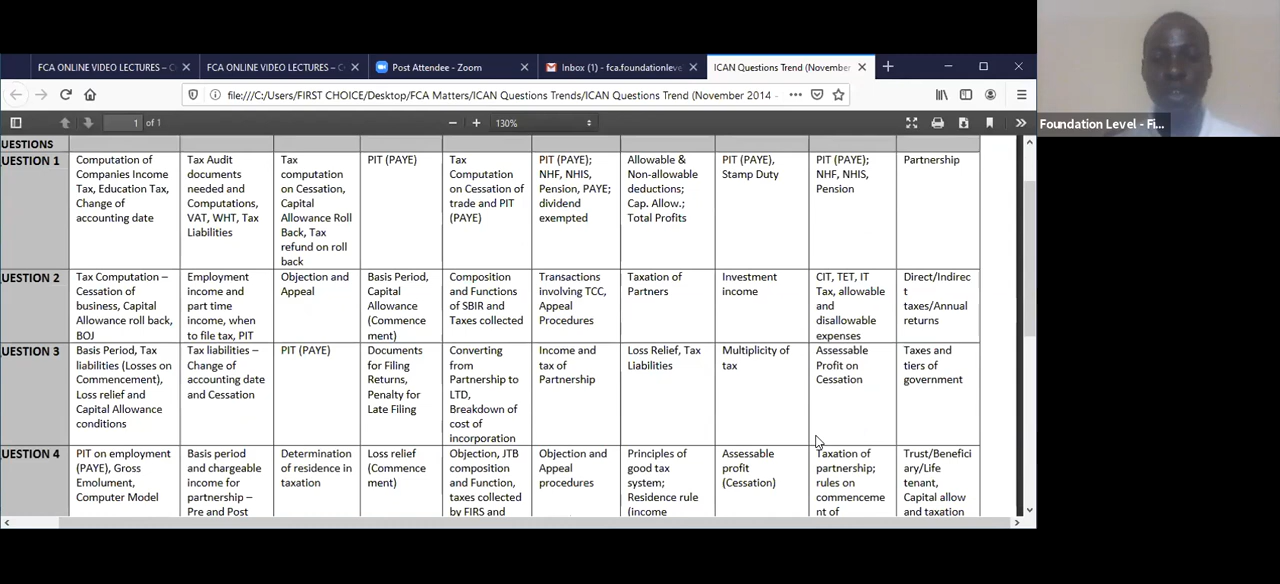 FCA ONLINE VIDEO LECTURES – C
FCA ONLINE VIDEO LECTURES – C
Post Attendee - Zoom
Inbox (1) - fca.foundationleve
ICAN Questions Trend (November
file:///C:/Users/FIRST CHOICE/Desktop/FCA Matters/ICAN Questions Trends/ICAN Questions Trend (November 2014 -
1 of 1
130%
Foundation Level - Fi...
UESTIONS
UESTION 1
Computation of
Companies Income
Tax, Education Tax,
Change of
accounting date
Tax Audit
documents
needed and
Computations,
VAT, WHT, Tax
Liabilities
Tax
computation
on Cessation,
Capital
Allowance Roll
Back, Tax
refund on roll
back
PIT (PAYE)
Tax
Computation
on Cessation of
trade and PIT
(PAYE)
PIT (PAYE);
NHF, NHIS,
Pension, PAYE;
dividend
exempted
Allowable &
Non-allowable
deductions;
Cap. Allow.;
Total Profits
PIT (PAYE),
Stamp Duty
PIT (PAYE);
NHF, NHIS,
Pension
Partnership
UESTION 2
Tax Computation –
Cessation of
business, Capital
Allowance roll back,
BOJ
Employment
income and
part time
income, when
to file tax, PIT
Objection and
Appeal
Basis Period,
Capital
Allowance
(Commence
ment)
Composition
and Functions
of SBIR and
Taxes collected
Transactions
involving TCC,
Appeal
Procedures
Taxation of
Partners
Investment
income
CIT, TET, IT
Tax, allowable
and
disallowable
expenses
Direct/Indirec
t
taxes/Annual
returns
UESTION 3
Basis Period, Tax
liabilities (Losses on
Commencement),
Loss relief and
Capital Allowance
conditions
Tax liabilities –
Change of
accounting date
and Cessation
PIT (PAYE)
Documents
for Filing
Returns,
Penalty for
Late Filing
Converting
from
Partnership to
LTD,
Breakdown of
cost of
incorporation
Income and
tax of
Partnership
Loss Relief, Tax
Liabilities
Multiplicity of
tax
Assessable
Profit on
Cessation
Taxes and
tiers of
government
UESTION 4
PIT on employment
(PAYE), Gross
Emolument,
Computer Model
Basis period
and chargeable
income for
partnership –
Pre and Post
Determination
of residence in
taxation
Loss relief
(Commence
ment)
Objection, JTB
composition
and Function,
taxes collected
by FIRS and
Objection and
Appeal
procedures
Principles of
good tax
system;
Residence rule
(income
Assessable
profit
(Cessation)
Taxation of
partnership;
rules on
commenceme
nt of
Trust/Benefici
ary/Life
tenant,
Capital allow
and taxation